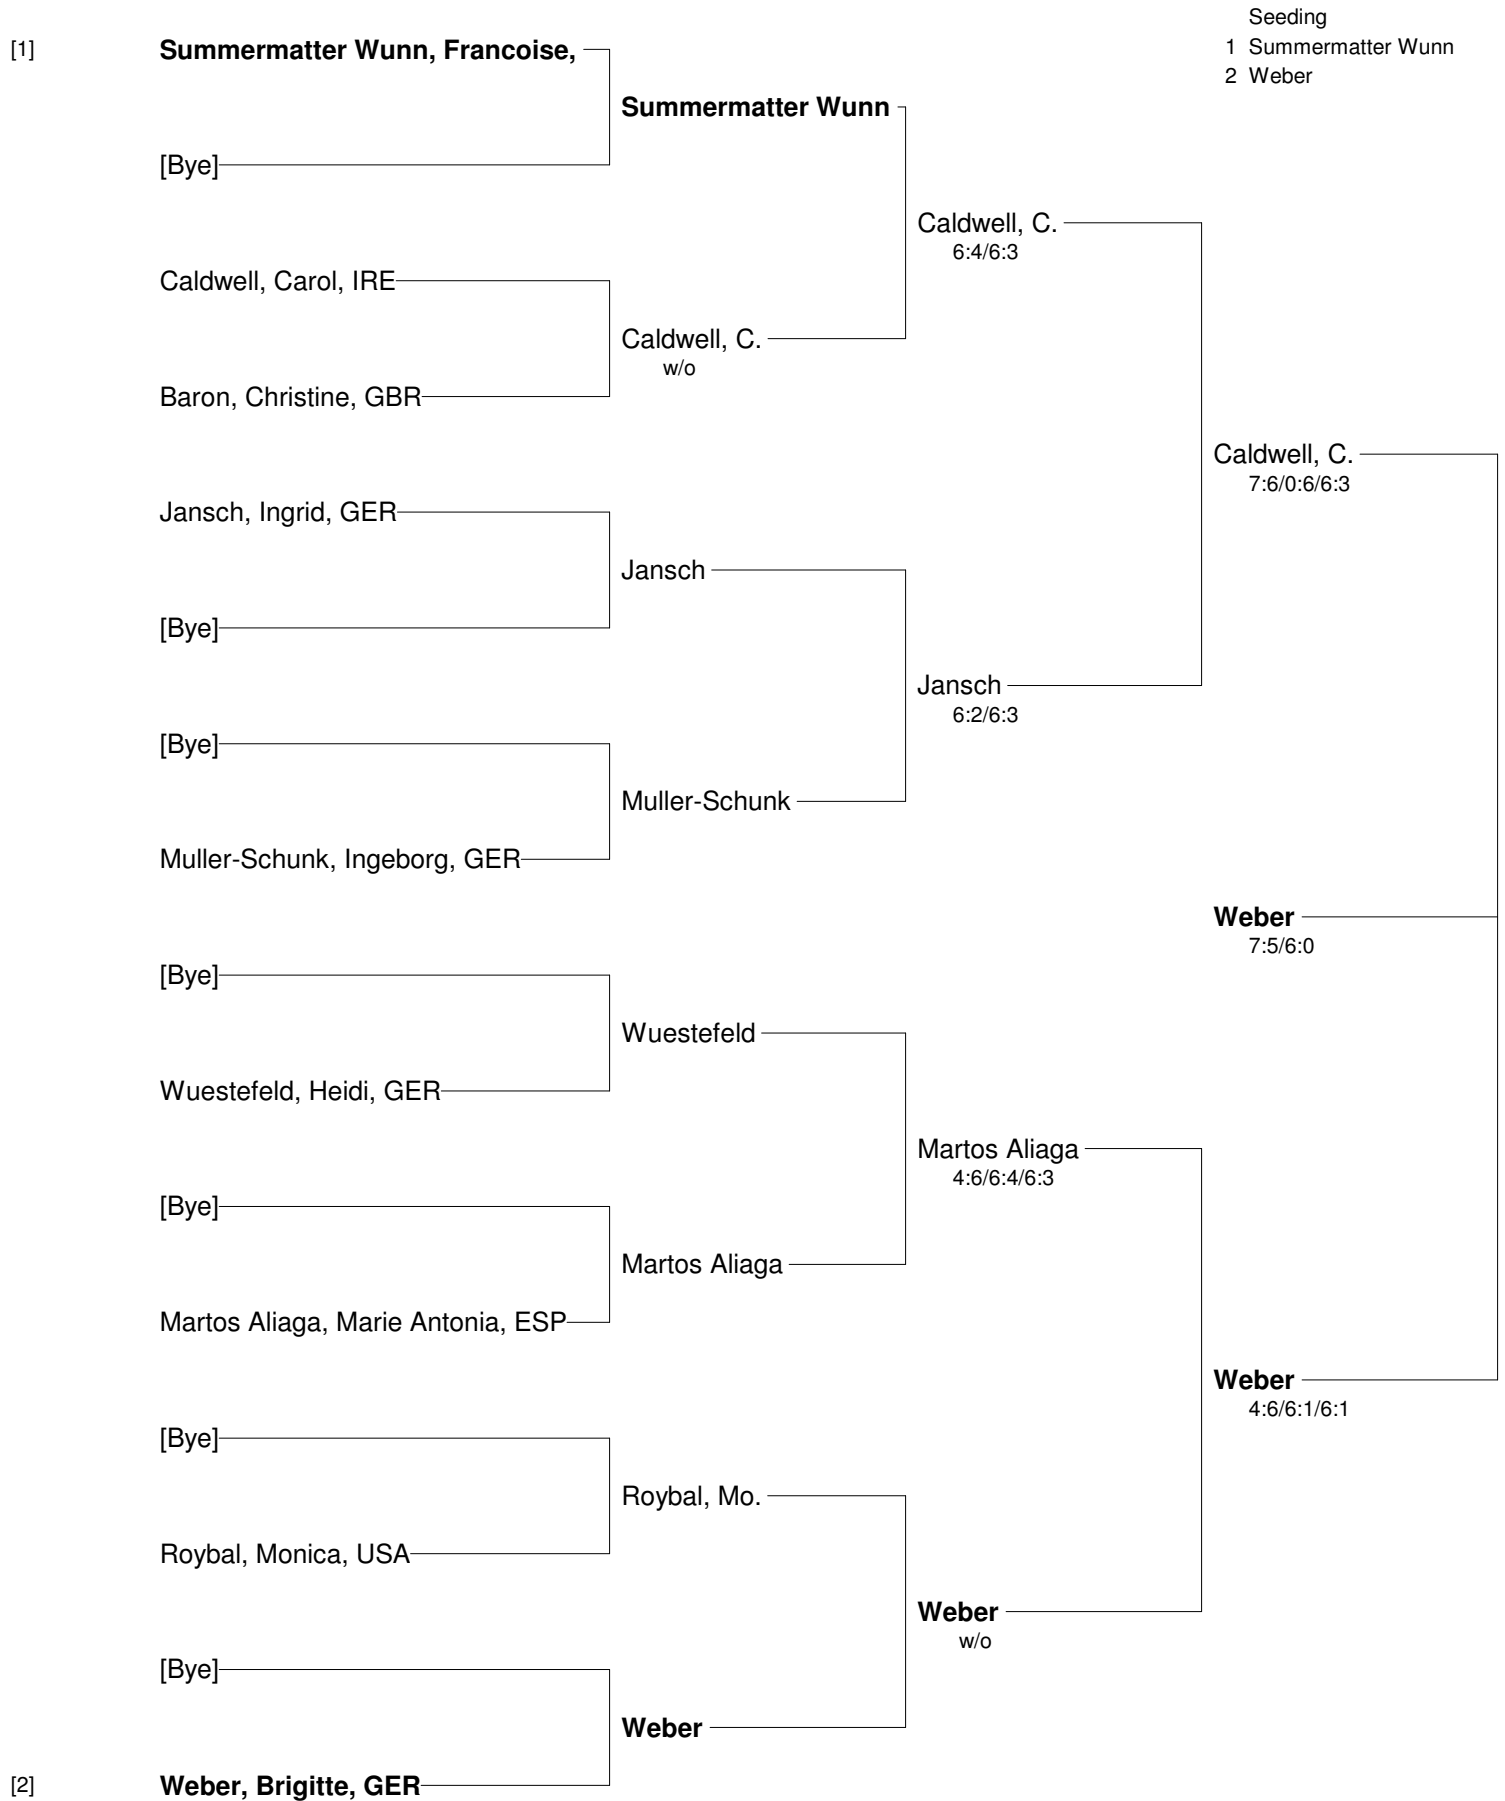 Seeding
1 Summermatter Wunn
2 Weber
[1] Summermatter Wunn, Francoise,
Summermatter Wunn
[Bye]
Caldwell, C.
6:4/6:3
Caldwell, Carol, IRE
Caldwell, C.
w/o
Baron, Christine, GBR
Caldwell, C.
7:6/0:6/6:3
Jansch, Ingrid, GER
Jansch
[Bye]
Jansch
6:2/6:3
[Bye]
Muller-Schunk
Muller-Schunk, Ingeborg, GER
Weber
7:5/6:0
[Bye]
Wuestefeld
Wuestefeld, Heidi, GER
Martos Aliaga
4:6/6:4/6:3
[Bye]
Martos Aliaga
Martos Aliaga, Marie Antonia, ESP
Weber
4:6/6:1/6:1
[Bye]
Roybal, Mo.
Roybal, Monica, USA
Weber
w/o
[Bye]
Weber
[2] Weber, Brigitte, GER